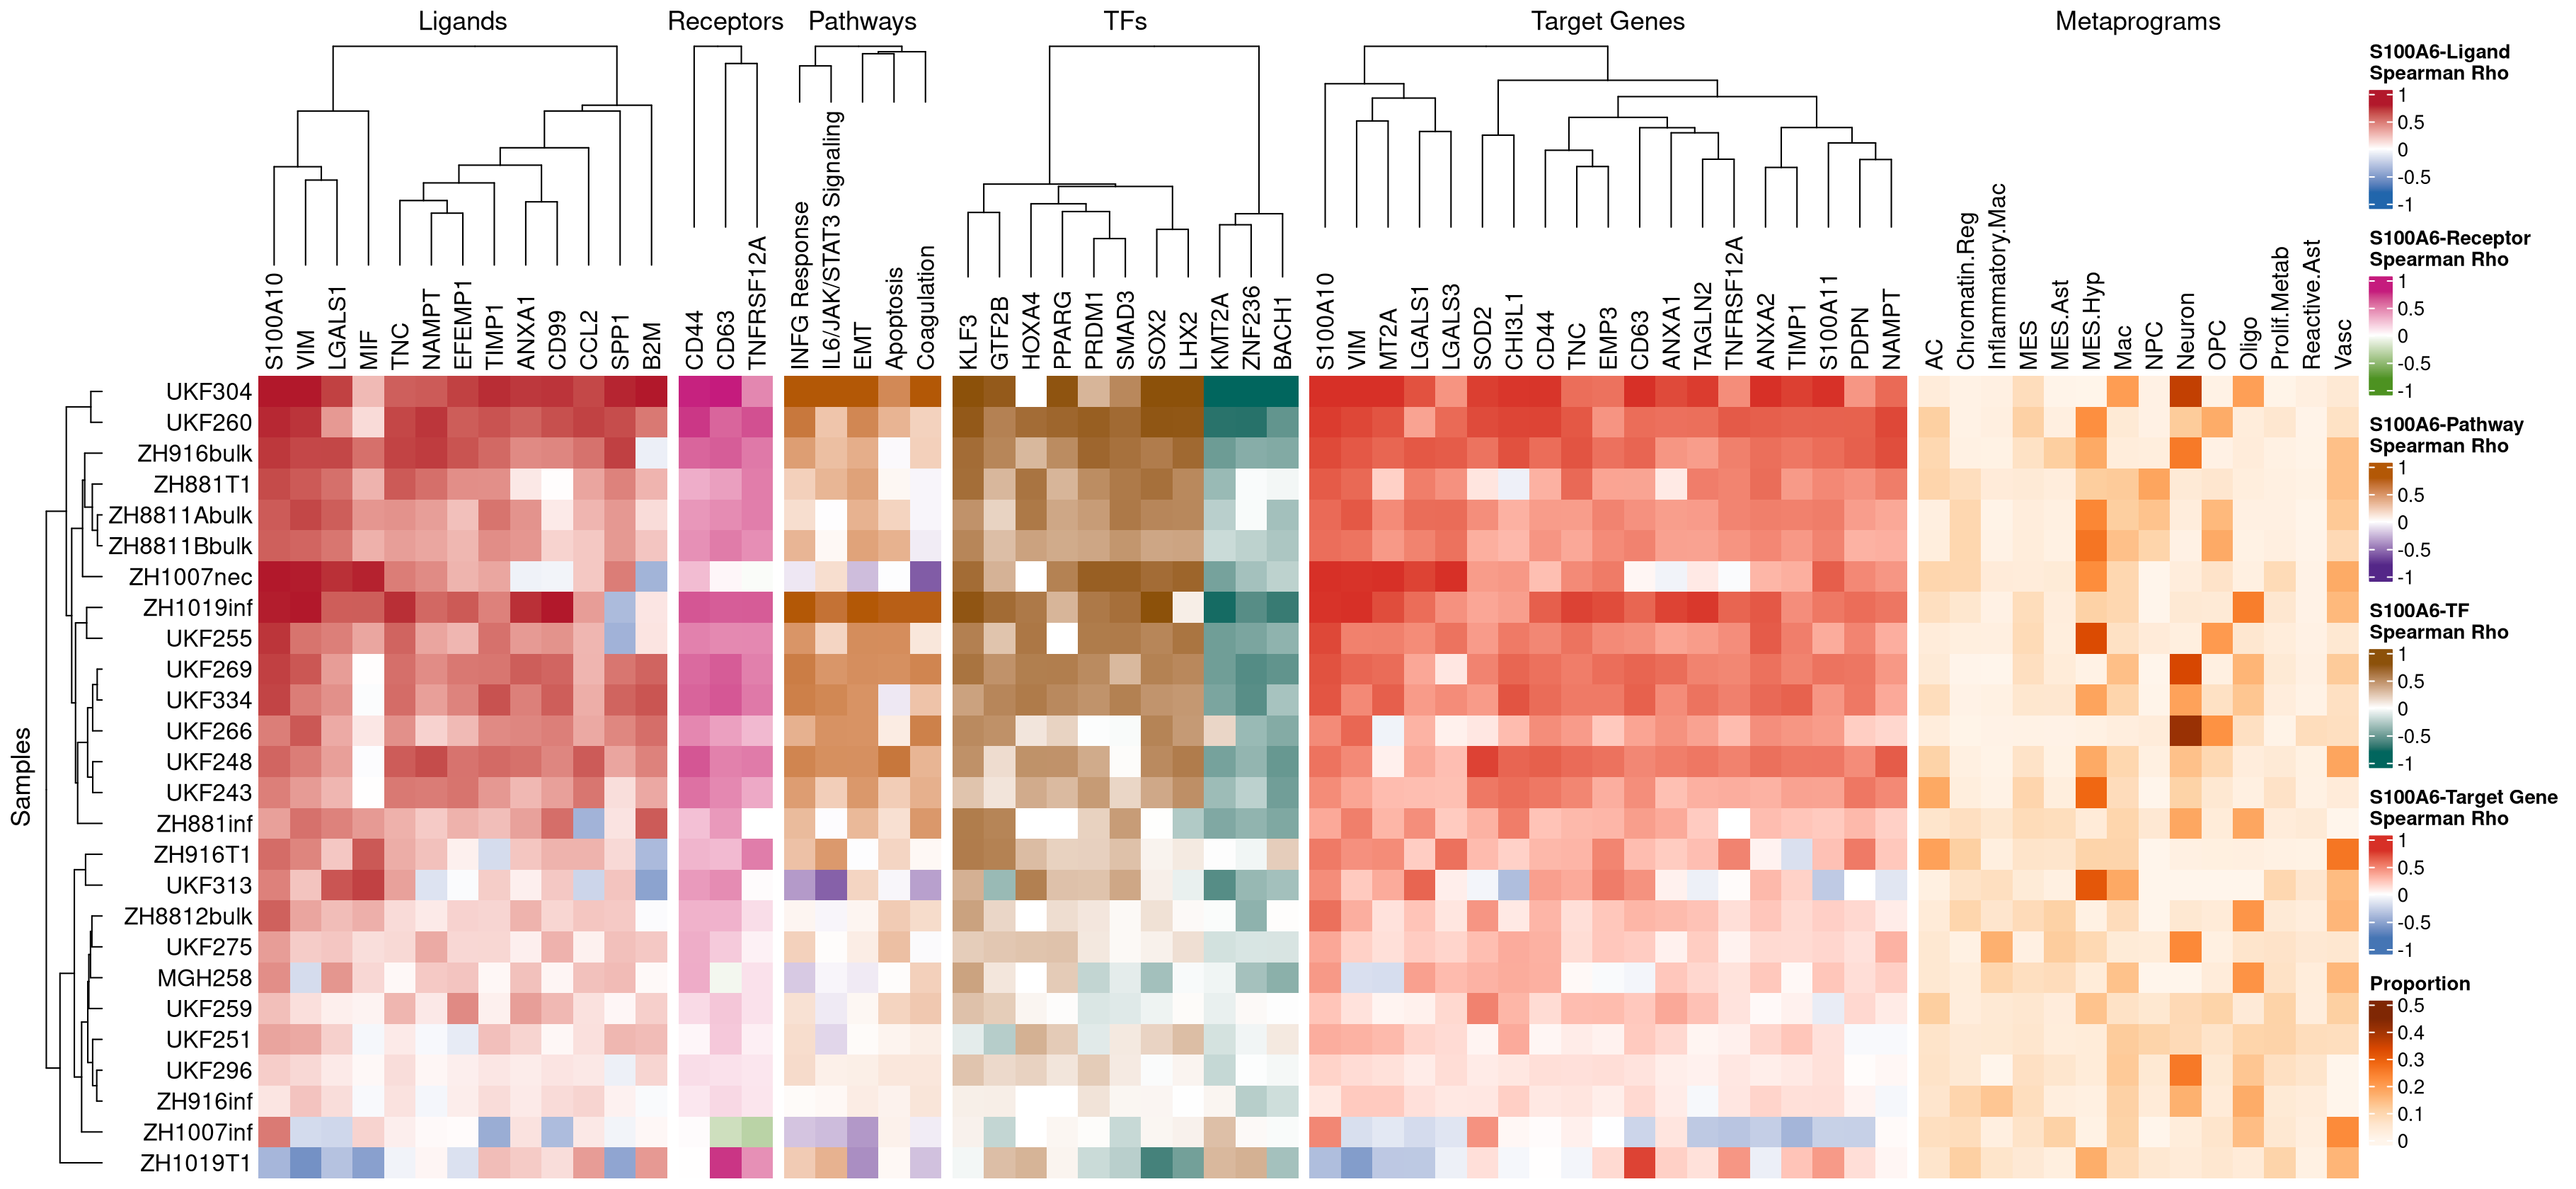 Ligands
Receptors
Pathways
TFs
Target Genes
Metaprograms
S100A10
VIM
LGALS1
MIF
TNC
NAMPT
EFEMP1
TIMP1
ANXA1
CD99
CCL2
SPP1
B2M
CD44
CD63
TNFRSF12A
INFG Response
IL6/JAK/STAT3 Signaling
EMT
Apoptosis
Coagulation
KLF3
GTF2B
HOXA4
PPARG
PRDM1
SMAD3
SOX2
LHX2
KMT2A
ZNF236
BACH1
S100A10
VIM
MT2A
LGALS1
LGALS3
SOD2
CHI3L1
CD44
TNC
EMP3
CD63
ANXA1
TAGLN2
TNFRSF12A
ANXA2
TIMP1
S100A11
PDPN
NAMPT
AC
Chromatin.Reg
Inflammatory.Mac
MES
MES.Ast
MES.Hyp
Mac
NPC
Neuron
OPC
Oligo
Prolif.Metab
Reactive.Ast
Vasc
Samples
UKF304
UKF260
ZH916bulk
ZH881T1
ZH8811Abulk
ZH8811Bbulk
ZH1007nec
ZH1019inf
UKF255
UKF269
UKF334
UKF266
UKF248
UKF243
ZH881inf
ZH916T1
UKF313
ZH8812bulk
UKF275
MGH258
UKF259
UKF251
UKF296
ZH916inf
ZH1007inf
ZH1019T1
S100A6-Ligand
Spearman Rho
1
0.5
0
-0.5
-1
S100A6-Receptor
Spearman Rho
1
0.5
0
-0.5
-1
S100A6-Pathway
Spearman Rho
1
0.5
0
-0.5
-1
S100A6-TF
Spearman Rho
1
0.5
0
-0.5
-1
S100A6-Target Gene
Spearman Rho
1
0.5
0
-0.5
-1
Proportion
0.5
0.4
0.3
0.2
0.1
0